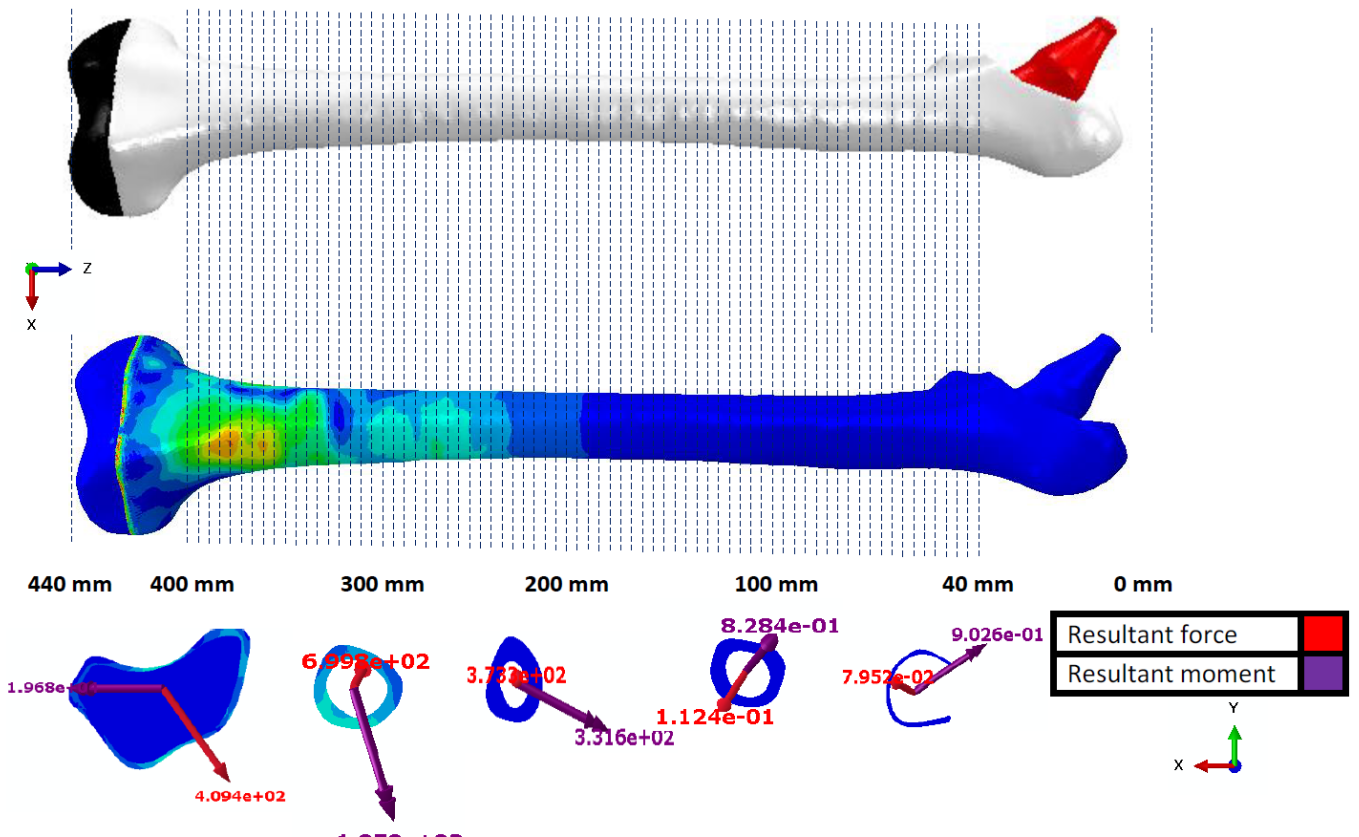 Z
X
440 mm 400 mm 300 mm 200 mm 100 mm 40 mm 0 mm
8.284e-01
9.026e-01
Resultant force
6.998e+02
3.733e+02
7.952e-02
Resultant moment
1.124e-01
3.316e+02
Y
X
4.094e+02